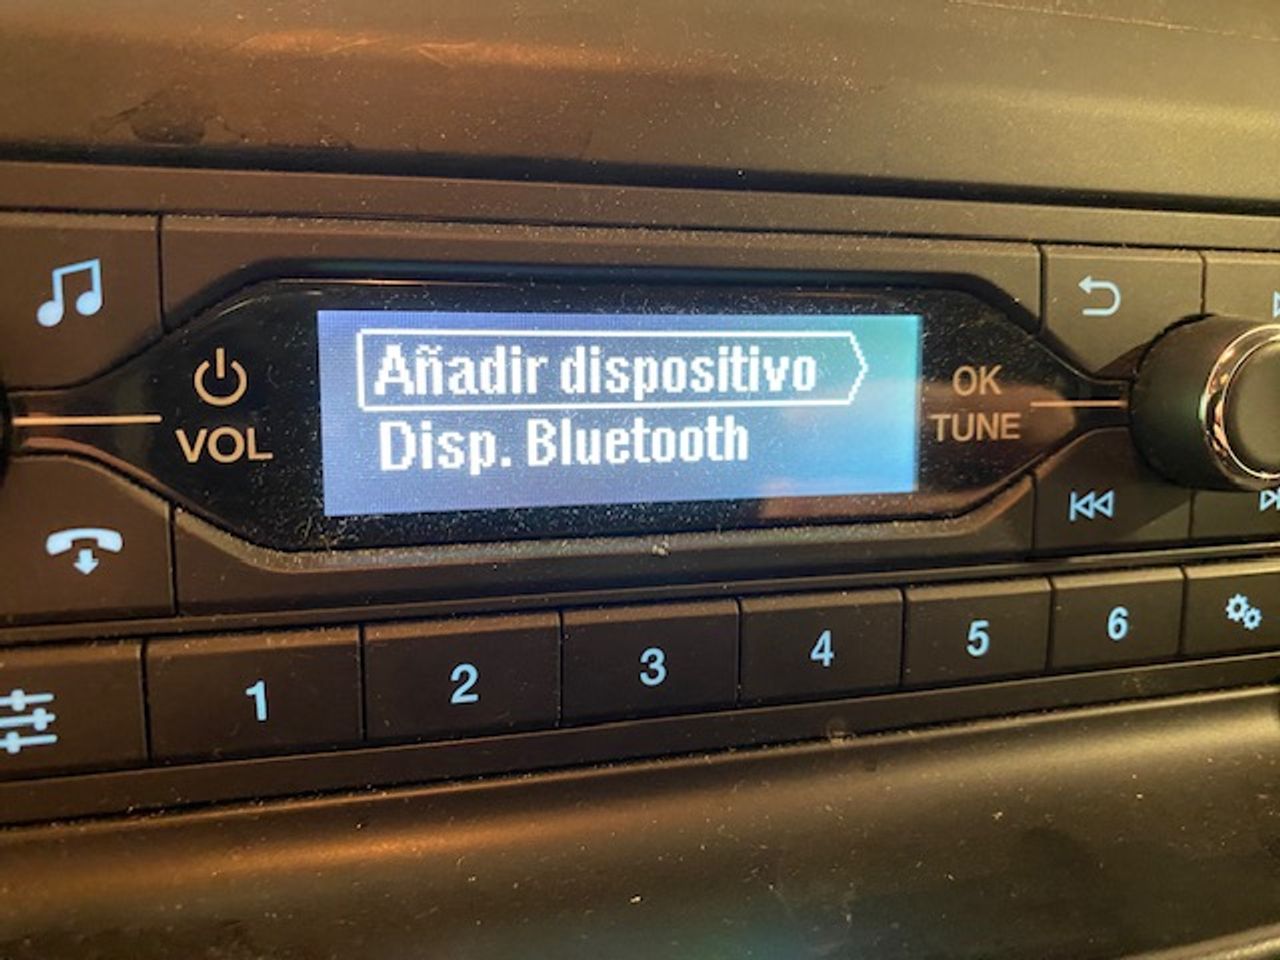 Añadir dispositivo
Disp. Bluetooth
VOL
OK
TUNE
1
2
3
4
5
6